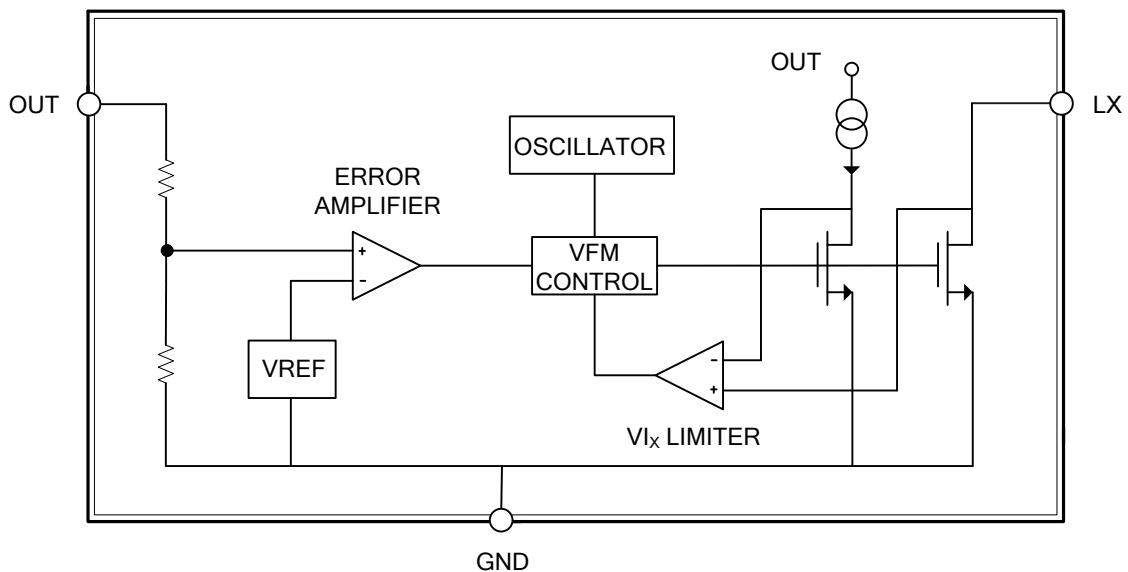 OUT
OUT
LX
OSCILLATOR
ERROR
AMPLIFIER
+
-
VFM
CONTROL
VREF
-
+
VIX LIMITER
GND